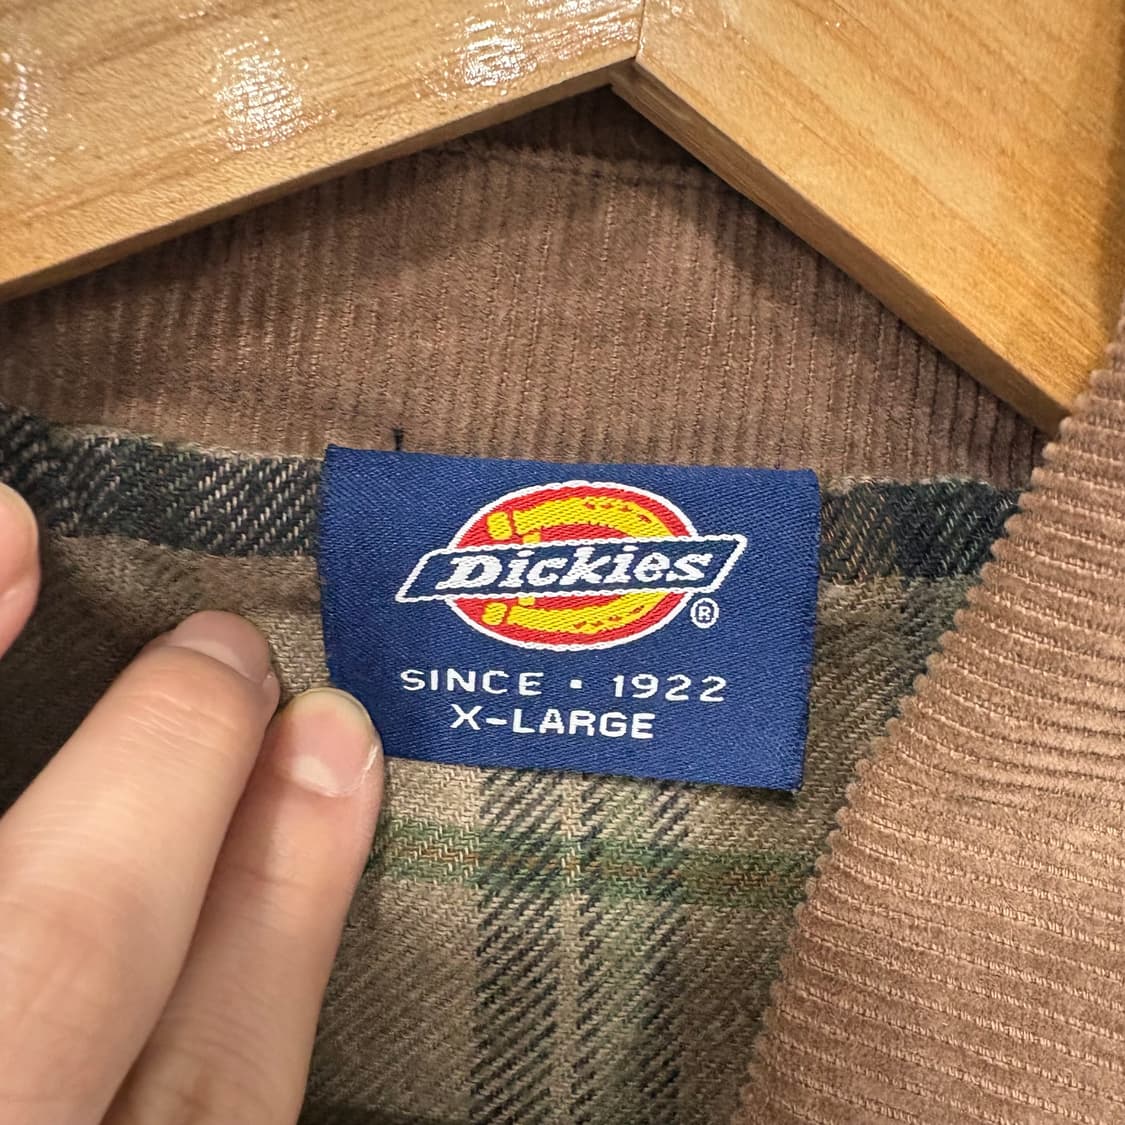 Dickies
®
SINCE · 1922
X-LARGE